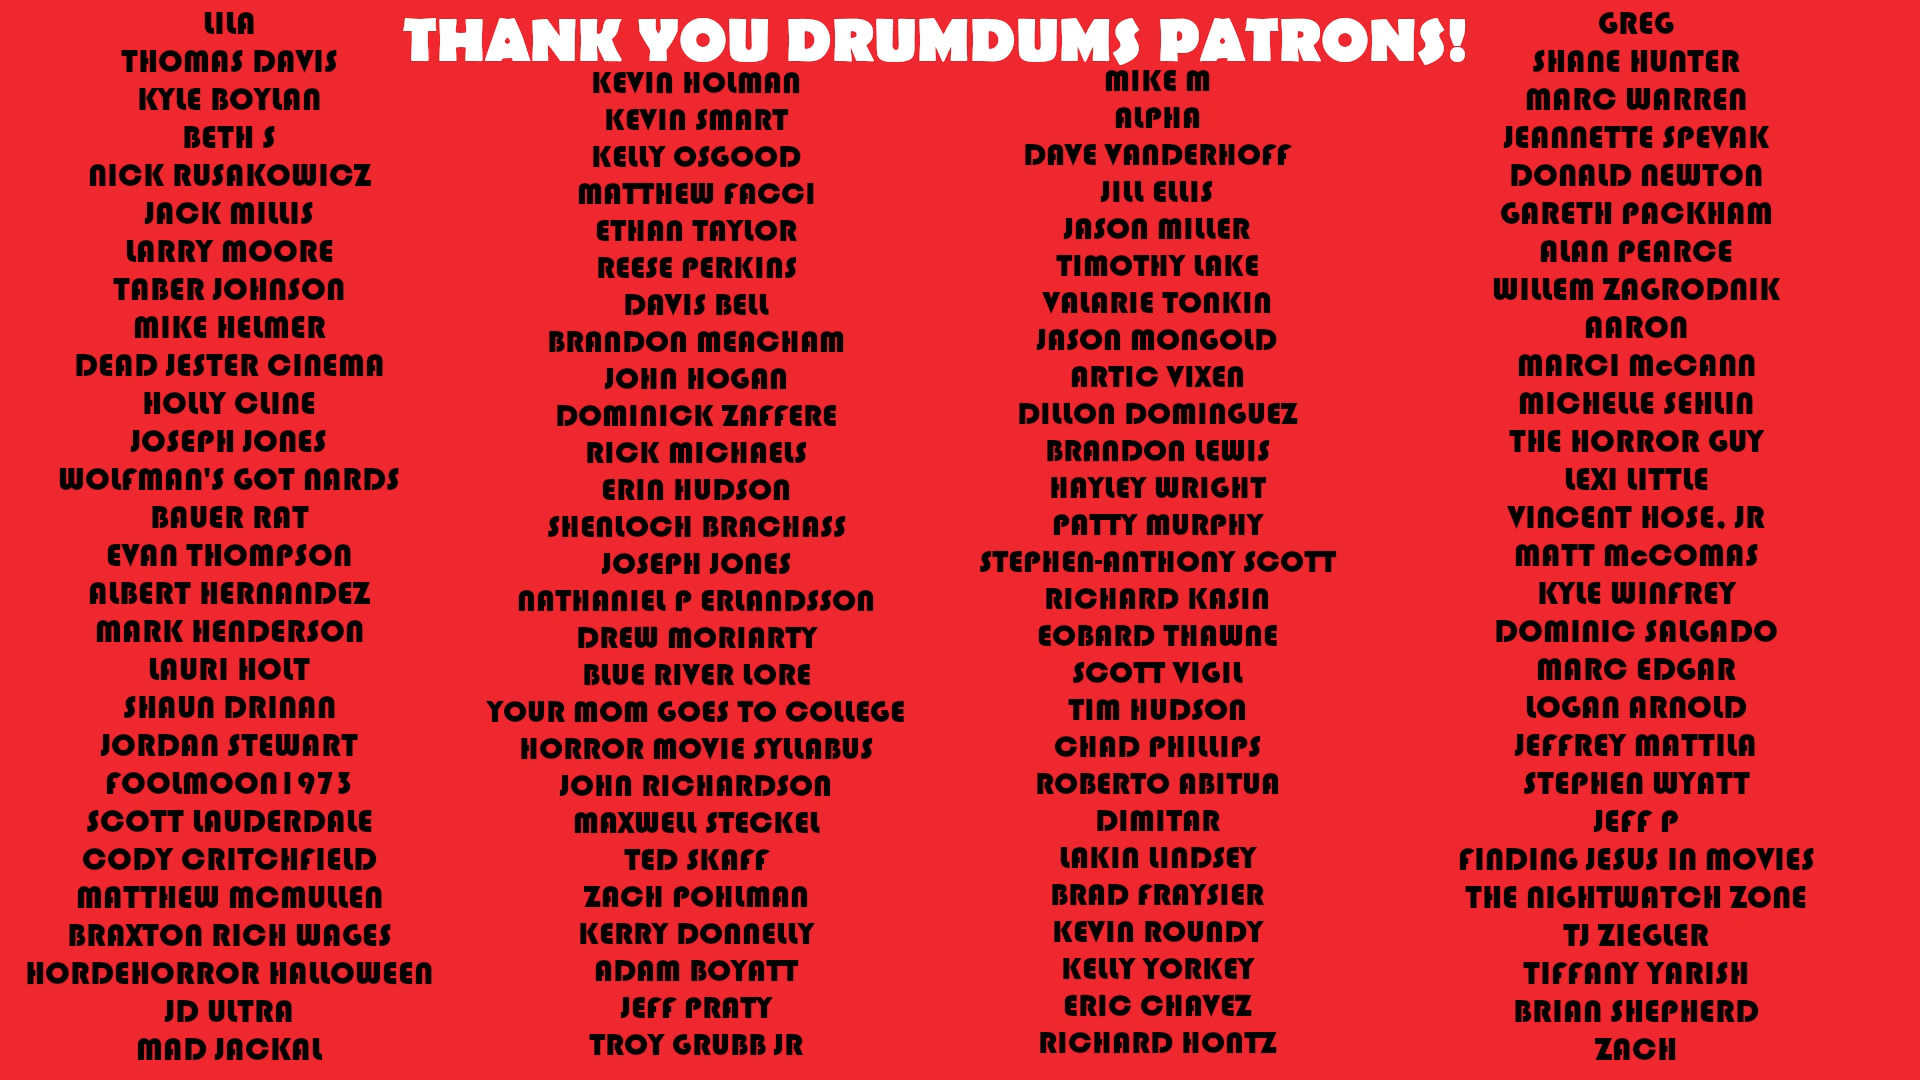 THANK YOU DRUMDUMS PATRONS!
LILA
THOMAS DAVIS
KYLE BOYLAN
BETH S
NICK RUSAKOWICZ
JACK MILLIS
LARRY MOORE
TABER JOHNSON
MIKE HELMER
DEAD JESTER CINEMA
HOLLY CLINE
JOSEPH JONES
WOLFMAN'S GOT NARDS
BAUER RAT
EVAN THOMPSON
ALBERT HERNANDEZ
MARK HENDERSON
LAURI HOLT
SHAUN DRINAN
JORDAN STEWART
FOOLMOON1973
SCOTT LAUDERDALE
CODY CRITCHFIELD
MATTHEW MCMULLEN
BRAXTON RICH WAGES
HORDEHORROR HALLOWEEN
JD ULTRA
MAD JACKAL
KEVIN HOLMAN
KEVIN SMART
KELLY OSGOOD
MATTHEW FACCI
ETHAN TAYLOR
REESE PERKINS
DAVIS BELL
BRANDON MEACHAM
JOHN HOGAN
DOMINICK ZAFFERE
RICK MICHAELS
ERIN HUDSON
SHENLOCH BRACHASS
JOSEPH JONES
NATHANIEL P ERLANDSSON
DREW MORIARTY
BLUE RIVER LORE
YOUR MOM GOES TO COLLEGE
HORROR MOVIE SYLLABUS
JOHN RICHARDSON
MAXWELL STECKEL
TED SKAFF
ZACH POHLMAN
KERRY DONNELLY
ADAM BOYATT
JEFF PRATY
TROY GRUBB JR
MIKE M
ALPHA
DAVE VANDERHOFF
JILL ELLIS
JASON MILLER
TIMOTHY LAKE
VALARIE TONKIN
JASON MONGOLD
ARTIC VIXEN
DILLON DOMINGUEZ
BRANDON LEWIS
HAYLEY WRIGHT
PATTY MURPHY
STEPHEN-ANTHONY SCOTT
RICHARD KASIN
EOBARD THAWNE
SCOTT VIGIL
TIM HUDSON
CHAD PHILLIPS
ROBERTO ABITUA
DIMITAR
LAKIN LINDSEY
BRAD FRAYSIER
KEVIN ROUNDY
KELLY YORKEY
ERIC CHAVEZ
RICHARD HONTZ
GREG
SHANE HUNTER
MARC WARREN
JEANNETTE SPEVAK
DONALD NEWTON
GARETH PACKHAM
ALAN PEARCE
WILLEM ZAGRODNIK
AARON
MARCI McCANN
MICHELLE SEHLIN
THE HORROR GUY
LEXI LITTLE
VINCENT HOSE, JR
MATT McCOMAS
KYLE WINFREY
DOMINIC SALGADO
MARC EDGAR
LOGAN ARNOLD
JEFFREY MATTILA
STEPHEN WYATT
JEFF P
FINDING JESUS IN MOVIES
THE NIGHTWATCH ZONE
TJ ZIEGLER
TIFFANY YARISH
BRIAN SHEPHERD
ZACH